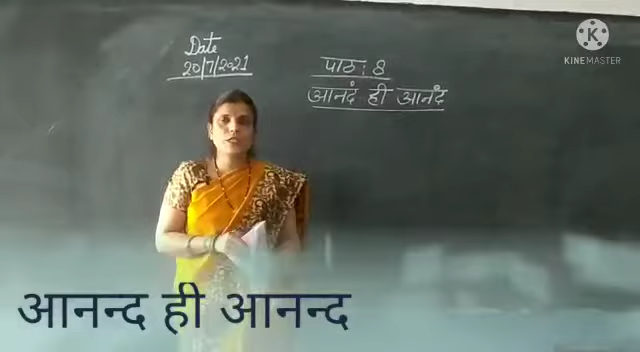 Date
20/7/2021
पाठ : 8
आनंद ही आनंद
KINEMASTER
आनन्द ही आनन्द